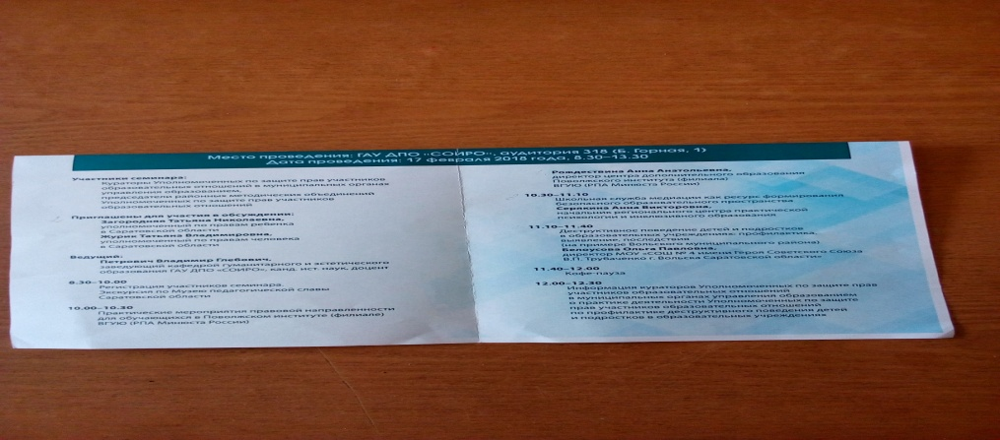 Место проведения: ГАУ ДПО «СОИРО», аудитория 318 (Б. Горная, 1)
Дата проведения: 17 февраля 2018 года, 8.30–13.30
Участники семинара:
Кураторы Уполномоченных по защите прав участников
образовательных отношений в муниципальных органах
управления образованием,
председатели районных методических объединений
Уполномоченных по защите прав участников
образовательных отношений
Приглашены для участия в обсуждении:
Загородняя Татьяна Николаевна,
уполномоченный по правам ребенка
в Саратовской области
Журик Татьяна Владимировна,
уполномоченный по правам человека
в Саратовской области
Ведущий:
Петрович Владимир Глебович,
заведующий кафедрой гуманитарного и эстетического
образования ГАУ ДПО «СОИРО», канд. ист. наук, доцент
8.30–10.00
Регистрация участников семинара.
Экскурсия по Музею педагогической славы
Саратовской области
10.00–10.30
Практические мероприятия правовой направленности
для обучающихся в Поволжском институте (филиале)
ВГУЮ (РПА Минюста России)
Рождествина Анна Анатольевна,
директор центра дополнительного образования
Поволжского института (филиала)
ВГУЮ (РПА Минюста России)
10.30–11.10
Школьная служба медиации как ресурс формирования
безопасного образовательного пространства
Серякина Анна Викторовна,
начальник регионального центра практической
психологии и инклюзивного образования
11.10–11.40
Деструктивное поведение детей и подростков
в образовательных учреждениях: профилактика,
выявление, последствия
(на примере Вольского муниципального района)
Белоусова Ольга Павловна,
директор МОУ «СОШ № 4 имени Героя Советского Союза
В.П. Трубаченко г. Вольска Саратовской области»
11.40–12.00
Кофе-пауза
12.00–12.30
Информация кураторов Уполномоченных по защите прав
участников образовательных отношений
в муниципальных органах управления образованием
о практике деятельности Уполномоченных по защите
прав участников образовательных отношений
по профилактике деструктивного поведения детей
и подростков в образовательных учреждениях